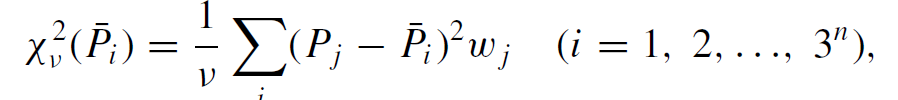 χ²_ν(P̄_i) = 1/ν ∑_j (P_j − P̄_i)² w_j (i = 1, 2, ..., 3ⁿ),